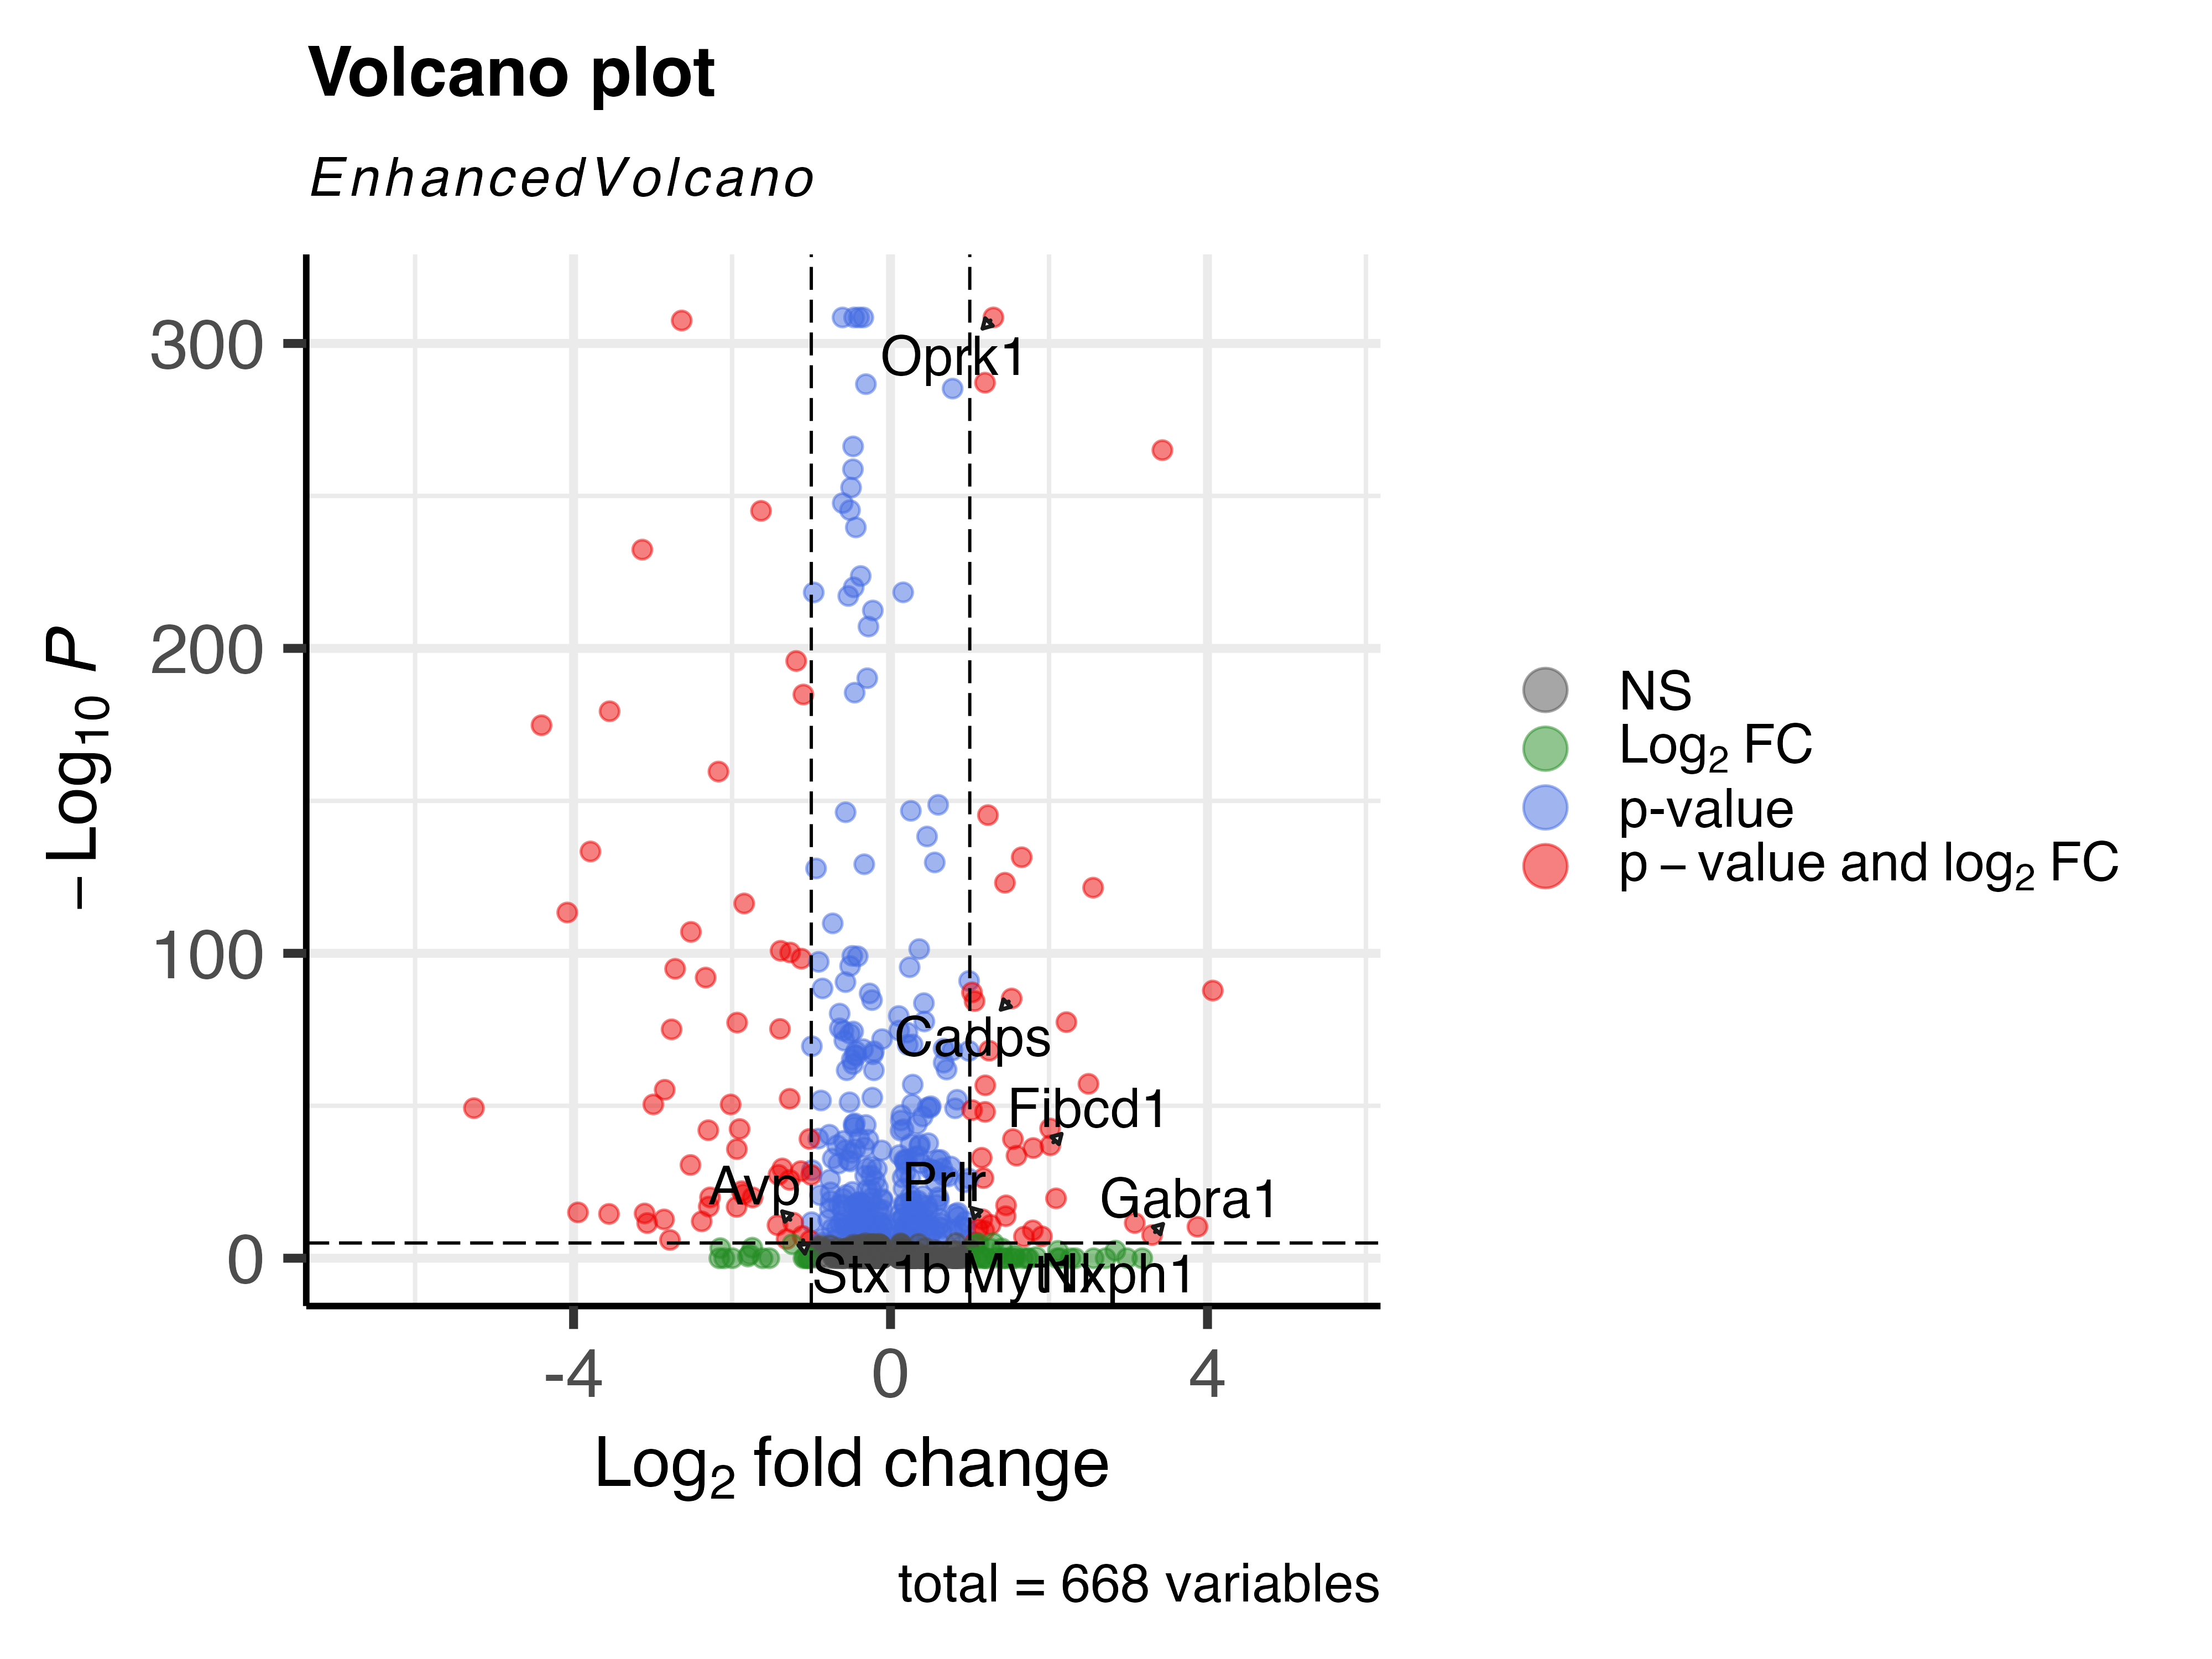 Volcano plot
EnhancedVolcano
−Log10 P
300
200
100
0
-4 0 4
Log2 fold change
Oprk1
Cadps
Fibcd1
Avp
Prlr
Gabra1
Stx1b
Nxph1
NS
Log2 FC
p-value
p − value and log2 FC
total = 668 variables